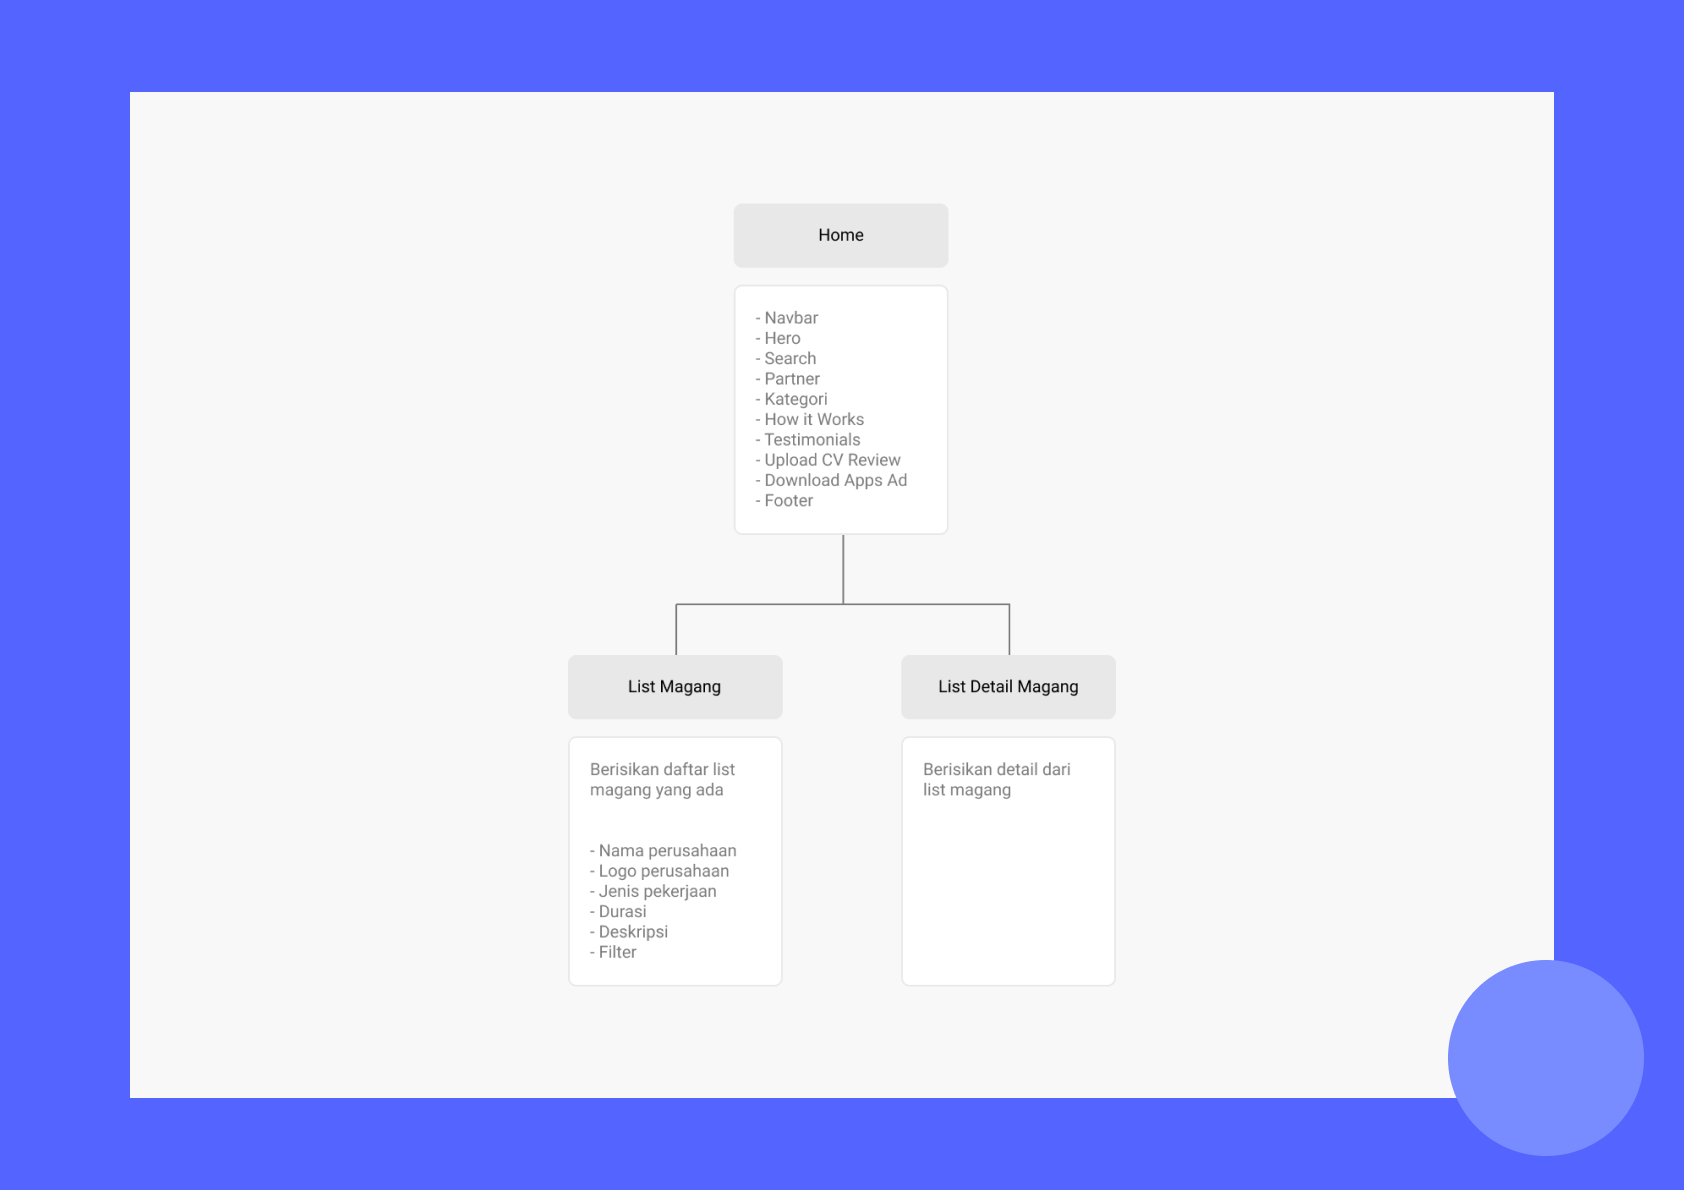 Home
- Navbar
- Hero
- Search
- Partner
- Kategori
- How it Works
- Testimonials
- Upload CV Review
- Download Apps Ad
- Footer
List Magang
Berisikan daftar list
magang yang ada
- Nama perusahaan
- Logo perusahaan
- Jenis pekerjaan
- Durasi
- Deskripsi
- Filter
List Detail Magang
Berisikan detail dari
list magang